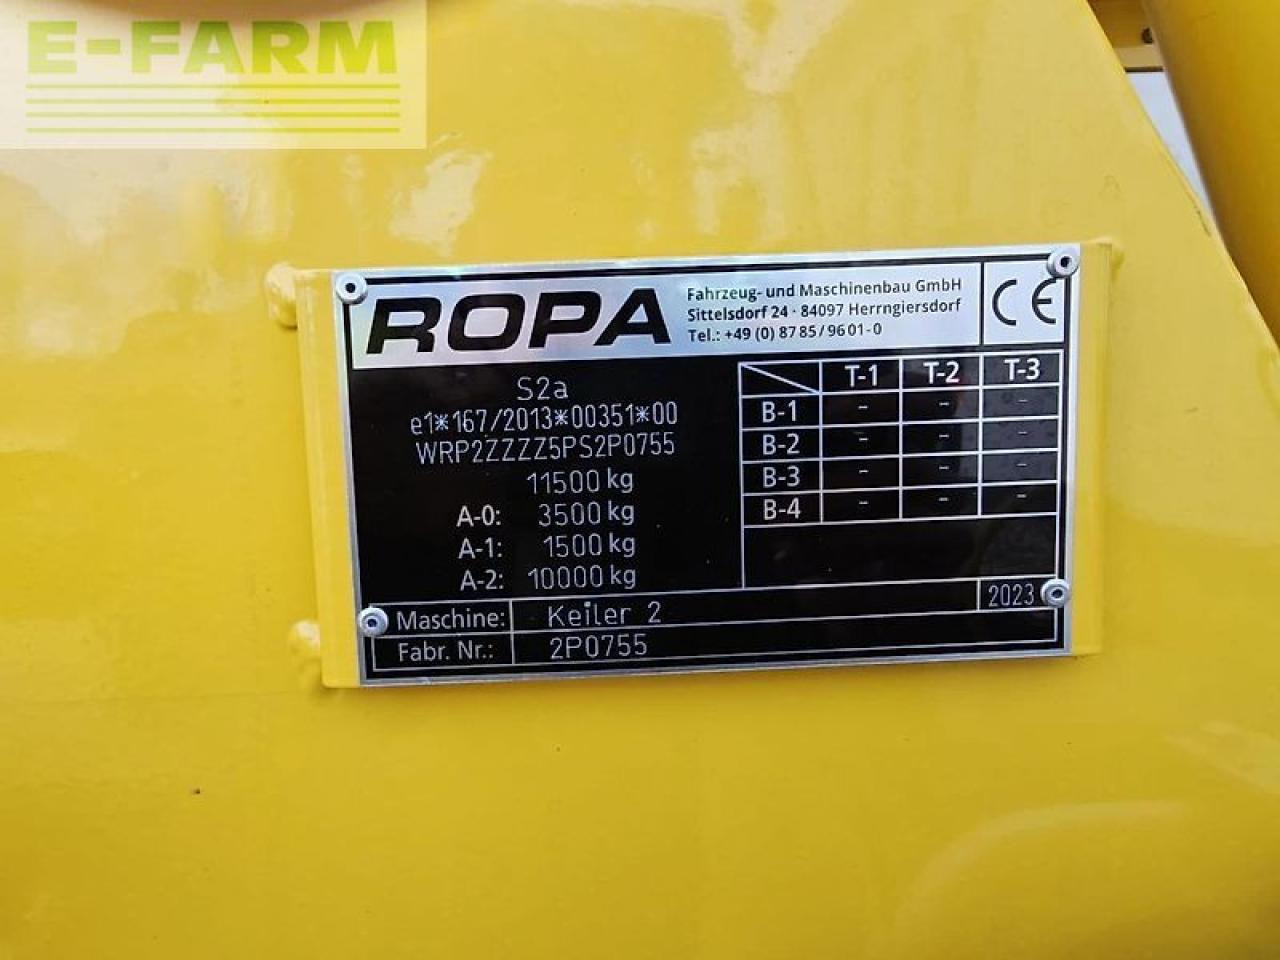 E-FARM
ROPA
Fahrzeug- und Maschinenbau GmbH
Sittelsdorf 24 · 84097 Herrngiersdorf
Tel.: +49 (0) 87 85 / 96 01-0
CE
S2a
e1*167/2013*00351*00
WRP2ZZZZ5PS2P0755
11500 kg
A-0: 3500 kg
A-1: 1500 kg
A-2: 10000 kg
T-1 T-2 T-3
B-1 - - -
B-2 - - -
B-3 - - -
B-4 - - -
Maschine: Keiler 2 2023
Fabr. Nr.: 2P0755